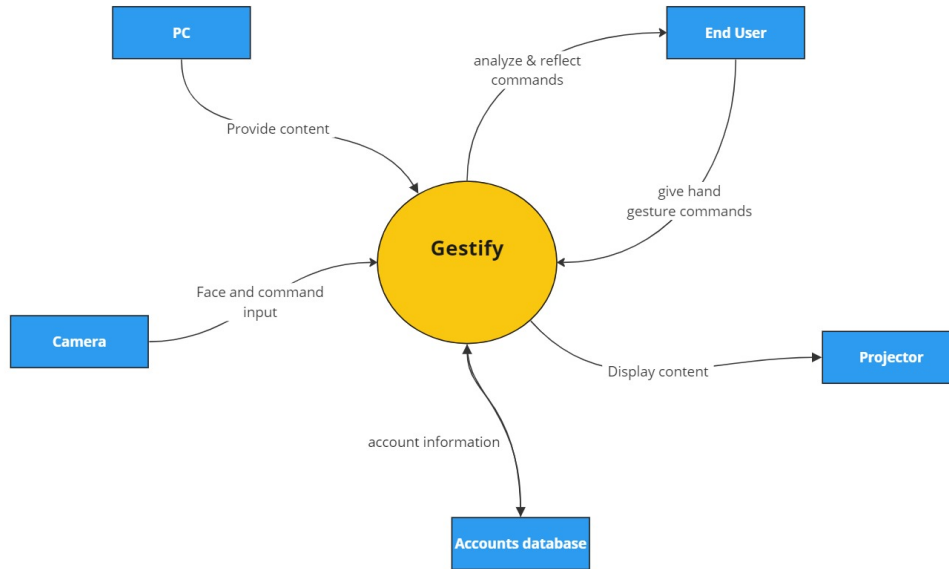 PC
End User
analyze & reflect
commands
Provide content
give hand
gesture commands
Gestify
Face and command
input
Camera
Projector
Display content
account information
Accounts database